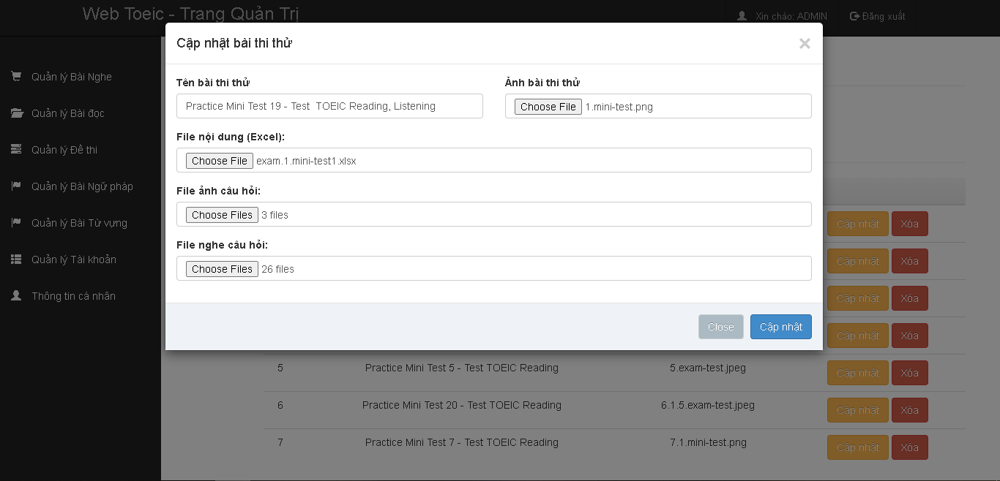 Web Toeic - Trang Quản Trị
Xin chào: ADMIN
Đăng xuất
Quản lý Bài Nghe
Quản lý Bài đọc
Quản lý Đề thi
Quản lý Bài Ngữ pháp
Quản lý Bài Từ vựng
Quản lý Tài khoản
Thông tin cá nhân
Cập nhật bài thi thử
×
Tên bài thi thử
Ảnh bài thi thử
Practice Mini Test 19 - Test  TOEIC Reading, Listening
Choose File 1.mini-test.png
File nội dung (Excel):
Choose File exam.1.mini-test1.xlsx
File ảnh câu hỏi:
Choose Files 3 files
File nghe câu hỏi:
Choose Files 26 files
Close
Cập nhật
Cập nhật Xóa
Cập nhật Xóa
Cập nhật Xóa
Cập nhật Xóa
5 Practice Mini Test 5 - Test TOEIC Reading 5.exam-test.jpeg Cập nhật Xóa
6 Practice Mini Test 20 - Test TOEIC Reading 6.1.5.exam-test.jpeg Cập nhật Xóa
7 Practice Mini Test 7 - Test TOEIC Reading 7.1.mini-test.png Cập nhật Xóa